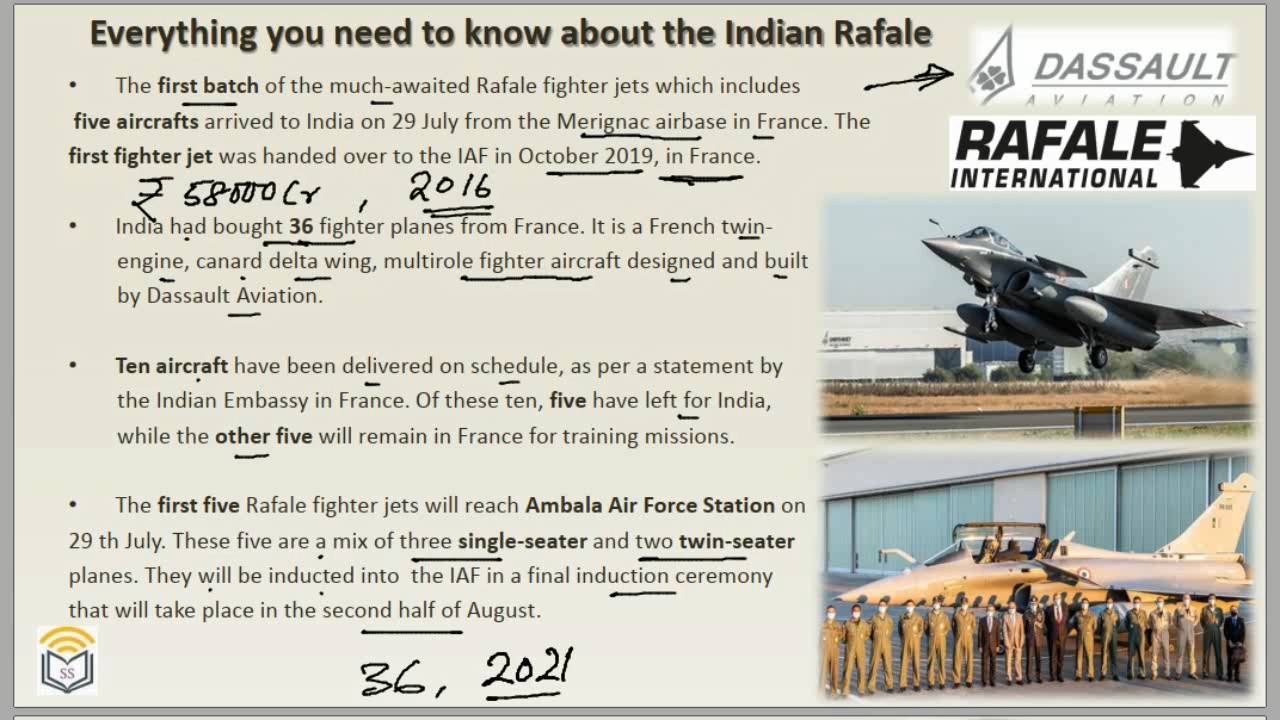 Everything you need to know about the Indian Rafale
• The first batch of the much-awaited Rafale fighter jets which includes
five aircrafts arrived to India on 29 July from the Merignac airbase in France. The
first fighter jet was handed over to the IAF in October 2019, in France.
₹ 58000 Cr , 2016
• India had bought 36 fighter planes from France. It is a French twin-
engine, canard delta wing, multirole fighter aircraft designed and built
by Dassault Aviation.
• Ten aircraft have been delivered on schedule, as per a statement by
the Indian Embassy in France. Of these ten, five have left for India,
while the other five will remain in France for training missions.
• The first five Rafale fighter jets will reach Ambala Air Force Station on
29 th July. These five are a mix of three single-seater and two twin-seater
planes. They will be inducted into the IAF in a final induction ceremony
that will take place in the second half of August.
36, 2021
SS
DASSAULT
AVIATION
RAFALE
INTERNATIONAL